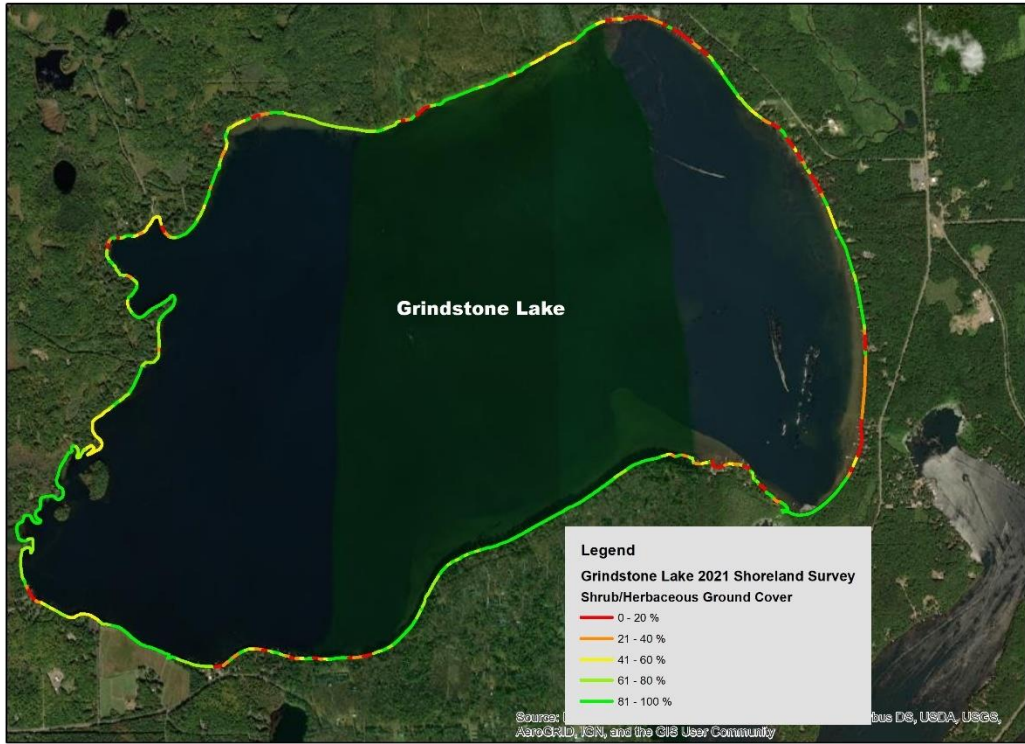 Grindstone Lake
Legend
Grindstone Lake 2021 Shoreland Survey
Shrub/Herbaceous Ground Cover
0 - 20 %
21 - 40 %
41 - 60 %
61 - 80 %
81 - 100 %
Source: bus DS, USDA, USGS,
AeroGRID, IGN, and the GIS User Community